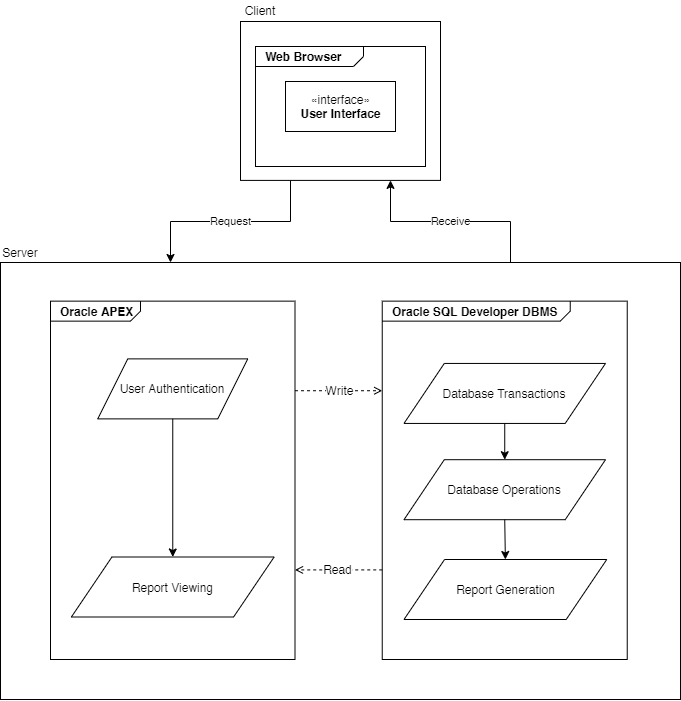 Client
Web Browser
«interface»
User Interface
Request
Receive
Server
Oracle APEX
Oracle SQL Developer DBMS
User Authentication
Write
Database Transactions
Database Operations
Read
Report Viewing
Report Generation